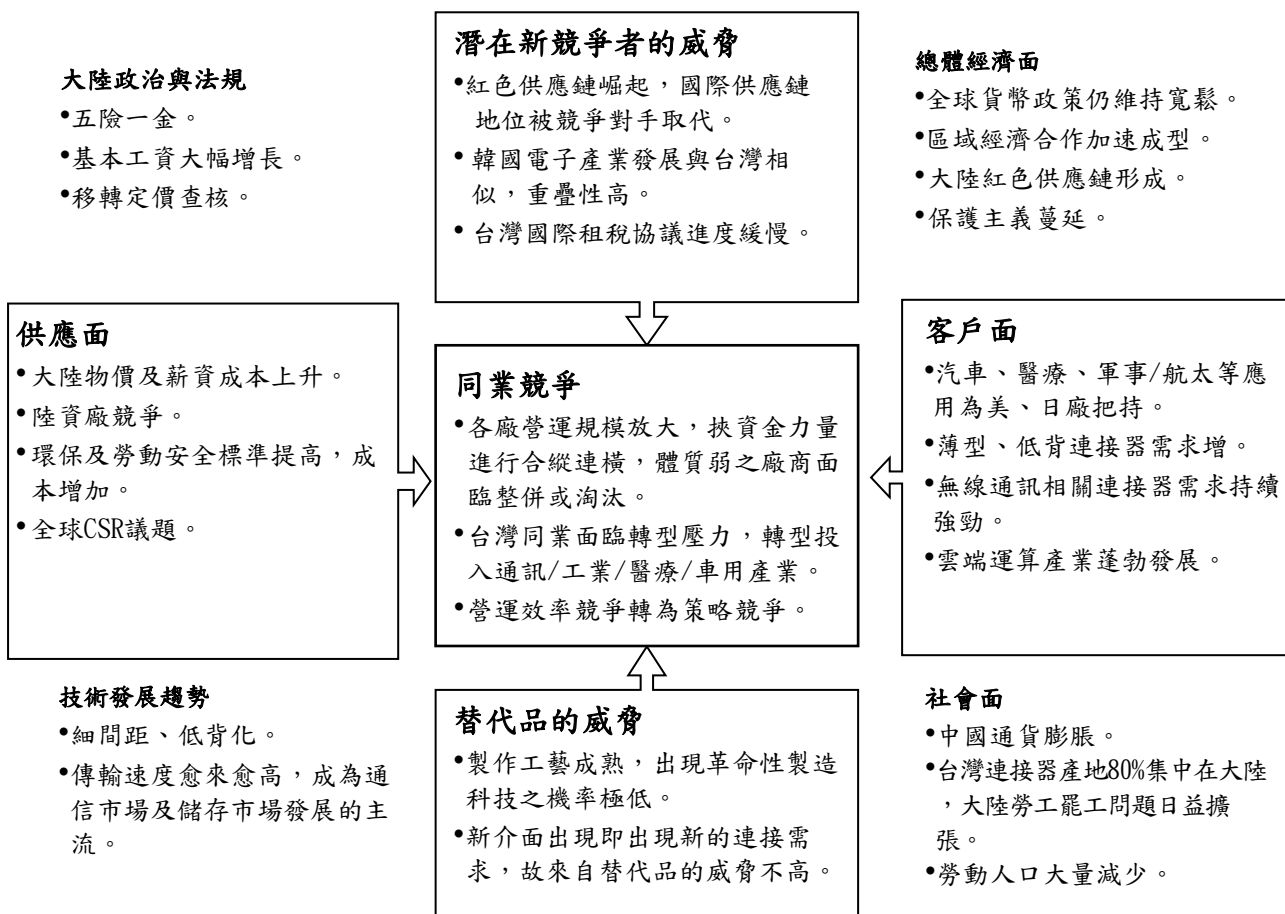 大陸政治與法規
•五險一金。
•基本工資大幅增長。
•移轉定價查核。
潛在新競爭者的威脅
•紅色供應鏈崛起，國際供應鏈
地位被競爭對手取代。
•韓國電子產業發展與台灣相
似，重疊性高。
•台灣國際租稅協議進度緩慢。
總體經濟面
•全球貨幣政策仍維持寬鬆。
•區域經濟合作加速成型。
•大陸紅色供應鏈形成。
•保護主義蔓延。
供應面
•大陸物價及薪資成本上升。
•陸資廠競爭。
•環保及勞動安全標準提高，成
本增加。
•全球CSR議題。
同業競爭
•各廠營運規模放大，挾資金力量
進行合縱連橫，體質弱之廠商面
臨整併或淘汰。
•台灣同業面臨轉型壓力，轉型投
入通訊/工業/醫療/車用產業。
•營運效率競爭轉為策略競爭。
客戶面
•汽車、醫療、軍事/航太等應
用為美、日廠把持。
•薄型、低背連接器需求增。
•無線通訊相關連接器需求持續
強勁。
•雲端運算產業蓬勃發展。
技術發展趨勢
•細間距、低背化。
•傳輸速度愈來愈高，成為通
信市場及儲存市場發展的主
流。
替代品的威脅
•製作工藝成熟，出現革命性製造
科技之機率極低。
•新介面出現即出現新的連接需
求，故來自替代品的威脅不高。
社會面
•中國通貨膨脹。
•台灣連接器產地80%集中在大陸
，大陸勞工罷工問題日益擴
張。
•勞動人口大量減少。